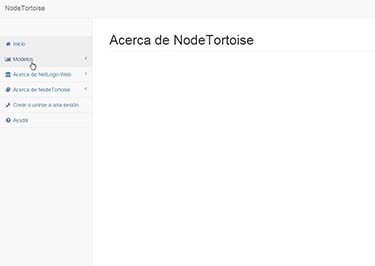 NodeTortoise
Inicio
Modelos
Acerca de NetLogo-Web
Acerca de NodeTortoise
Crear o unirse a una sesión
Ayuda
Acerca de NodeTortoise